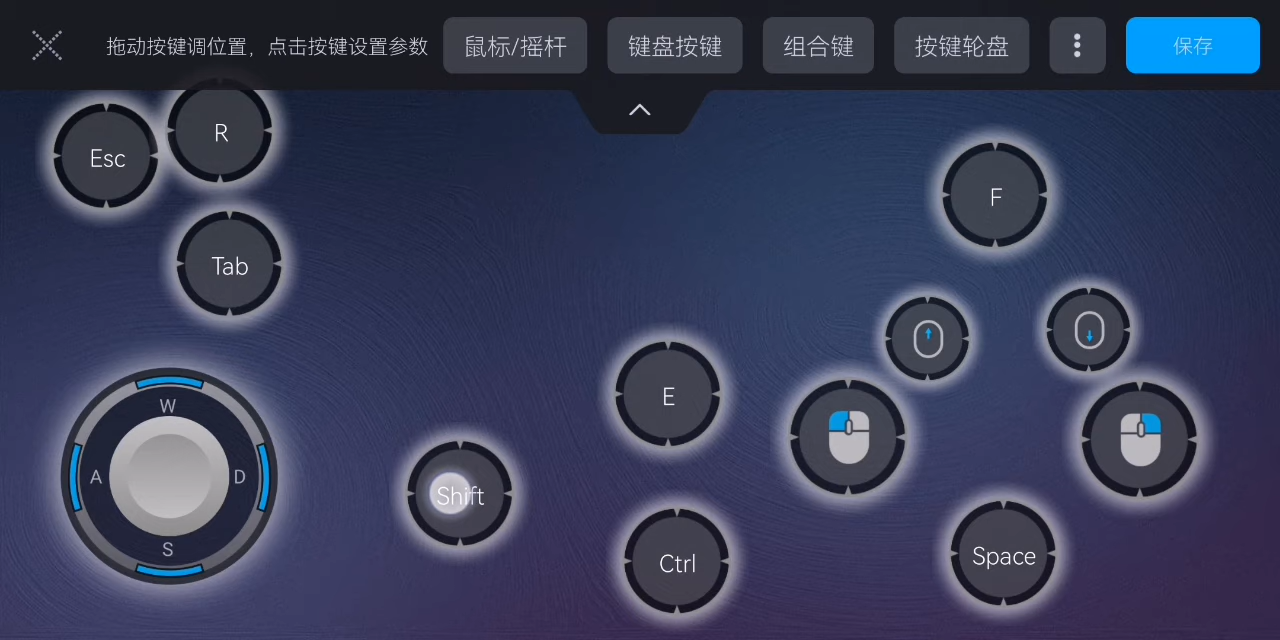 拖动按键调位置，点击按键设置参数
鼠标/摇杆
键盘按键
组合键
按键轮盘
保存
Esc
R
F
Tab
W
A
D
S
E
Shift
Ctrl
Space